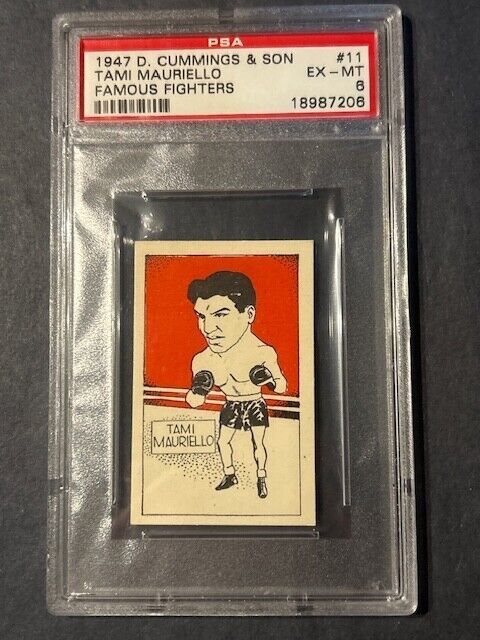 PSA
1947 D. CUMMINGS & SON #11
TAMI MAURIELLO EX-MT
FAMOUS FIGHTERS 6
18987206
TAMI
MAURIELLO